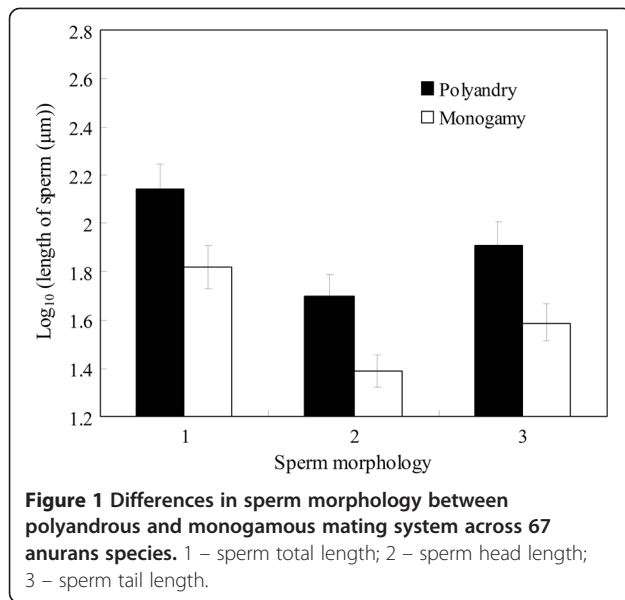 2.8
2.6
2.4
2.2
2
1.8
1.6
1.4
1.2
Log10 (length of sperm (μm))
Polyandry
Monogamy
1 2 3
Sperm morphology
Figure 1 Differences in sperm morphology between
polyandrous and monogamous mating system across 67
anurans species. 1 – sperm total length; 2 – sperm head length;
3 – sperm tail length.